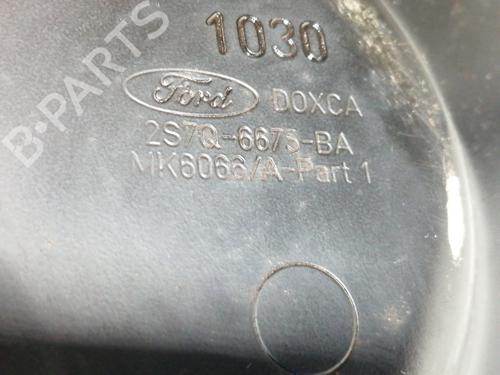 B-PARTS
1030
Ford DOXCA
2S7Q-6675-BA
MK6066/A-Part 1